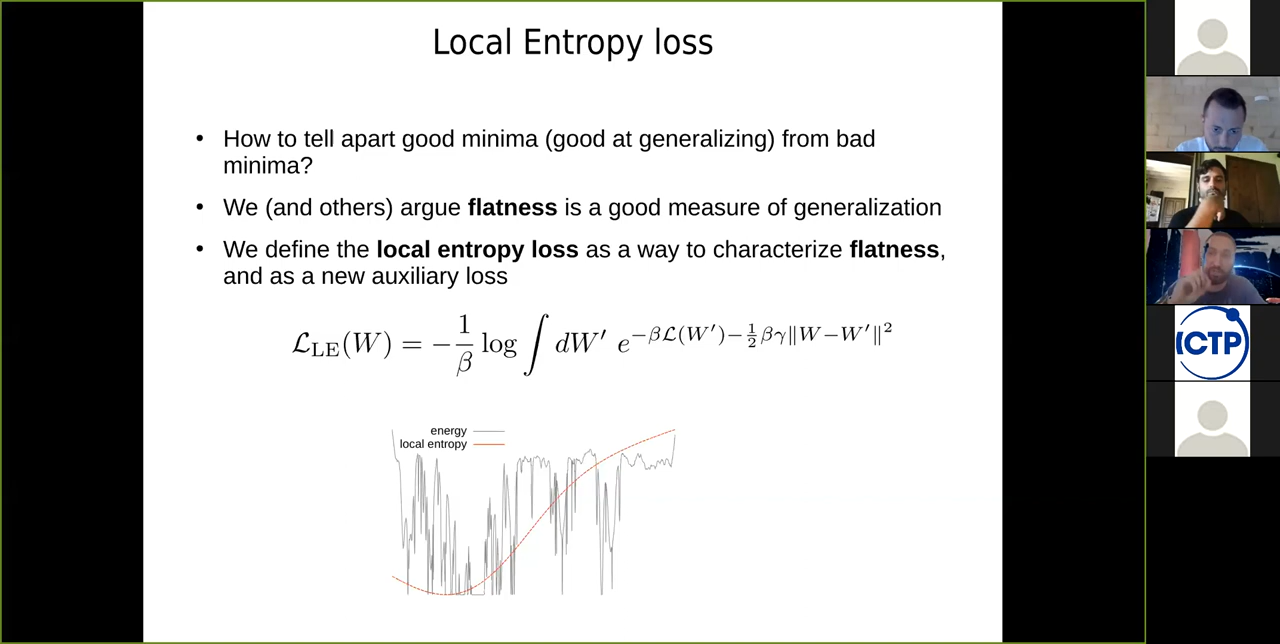 Local Entropy loss
• How to tell apart good minima (good at generalizing) from bad
minima?
• We (and others) argue flatness is a good measure of generalization
• We define the local entropy loss as a way to characterize flatness,
and as a new auxiliary loss
ℒ_LE(W) = −1/β log ∫ dW′ e^{−βℒ(W′)−½βγ‖W−W′‖²}
energy
local entropy
ICTP